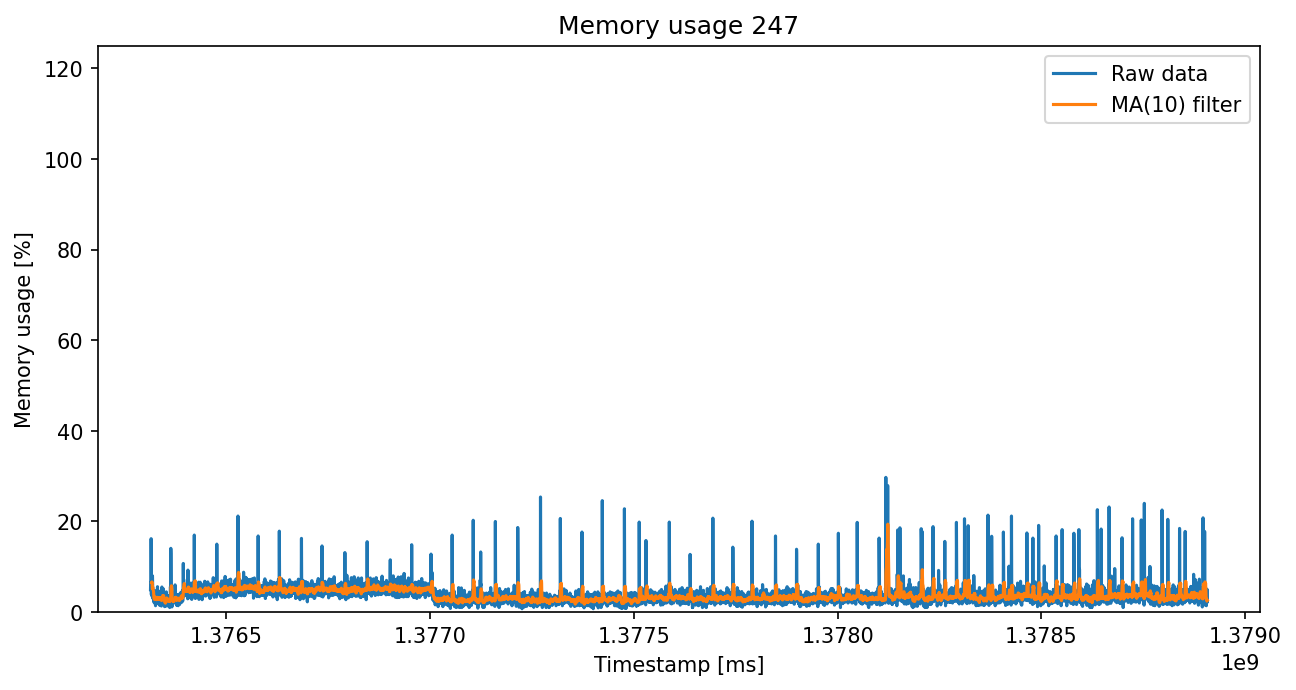 Memory usage 247
Raw data
MA(10) filter
Memory usage [%]
120
100
80
60
40
20
0
1.3765
1.3770
1.3775
1.3780
1.3785
1.3790
1e9
Timestamp [ms]